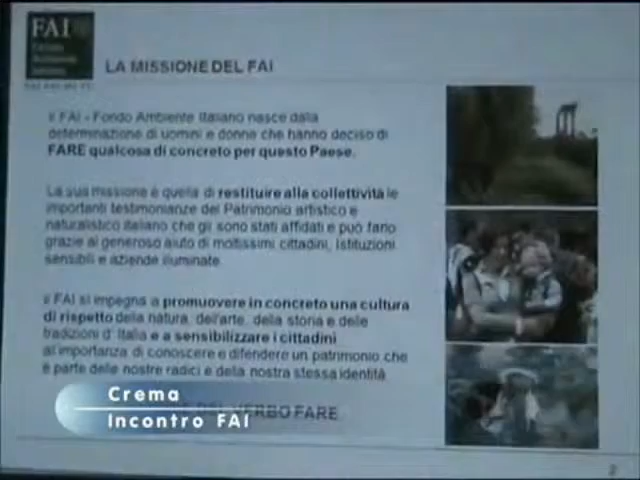 FAI
LA MISSIONE DEL FAI
Il FAI - Fondo Ambiente Italiano nasce dalla
determinazione di uomini e donne che hanno deciso di
FARE qualcosa di concreto per questo Paese.
La sua missione è quella di restituire alla collettività le
importanti testimonianze del Patrimonio artistico e
naturalistico italiano che gli sono stati affidati e può farlo
grazie al generoso aiuto di moltissimi cittadini, Istituzioni
sensibili e aziende illuminate.
Il FAI si impegna a promuovere in concreto una cultura
di rispetto della natura, dell'arte, della storia e delle
tradizioni d' Italia e a sensibilizzare i cittadini
all'importanza di conoscere e difendere un patrimonio che
è parte delle nostre radici e della nostra stessa identità
VERBO FARE
Crema
Incontro FAI
2